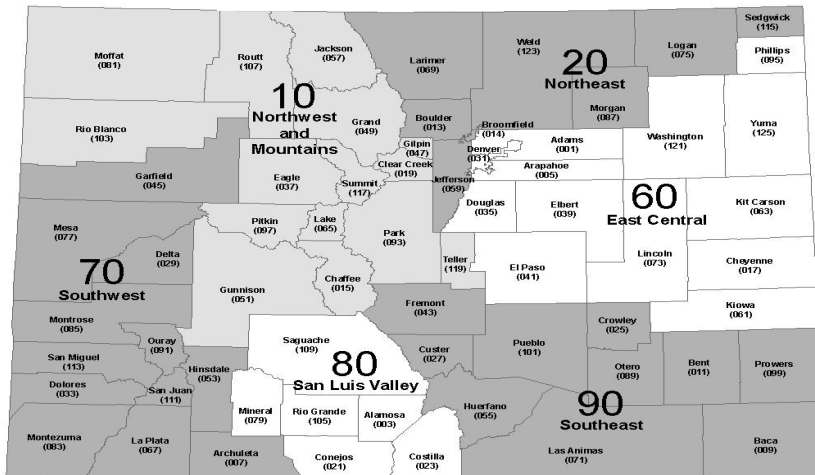 Moffat
(081)
Routt
(107)
Jackson
(057)
Larimer
(069)
Weld
(123)
Logan
(075)
Sedgwick
(115)
Phillips
(095)
20
Northeast
10
Northwest
and
Mountains
Grand
(049)
Boulder
(013)
Broomfield
(014)
Morgan
(087)
Washington
(121)
Yuma
(125)
Rio Blanco
(103)
Gilpin
(047)
Clear Creek
(019)
Denver
(031)
Adams
(001)
Arapahoe
(005)
Garfield
(045)
Eagle
(037)
Summit
(117)
Jefferson
(059)
Douglas
(035)
Elbert
(039)
60
East Central
Kit Carson
(063)
Mesa
(077)
Pitkin
(097)
Lake
(065)
Park
(093)
Teller
(119)
El Paso
(041)
Lincoln
(073)
Cheyenne
(017)
Delta
(029)
70
Southwest
Gunnison
(051)
Chaffee
(015)
Fremont
(043)
Kiowa
(061)
Montrose
(085)
Ouray
(091)
Saguache
(109)
Custer
(027)
Pueblo
(101)
Crowley
(025)
San Miguel
(113)
Hinsdale
(053)
80
San Luis Valley
Otero
(089)
Bent
(011)
Prowers
(099)
Dolores
(033)
San Juan
(111)
Mineral
(079)
Rio Grande
(105)
Alamosa
(003)
Huerfano
(055)
90
Southeast
Montezuma
(083)
La Plata
(067)
Archuleta
(007)
Conejos
(021)
Costilla
(023)
Las Animas
(071)
Baca
(009)